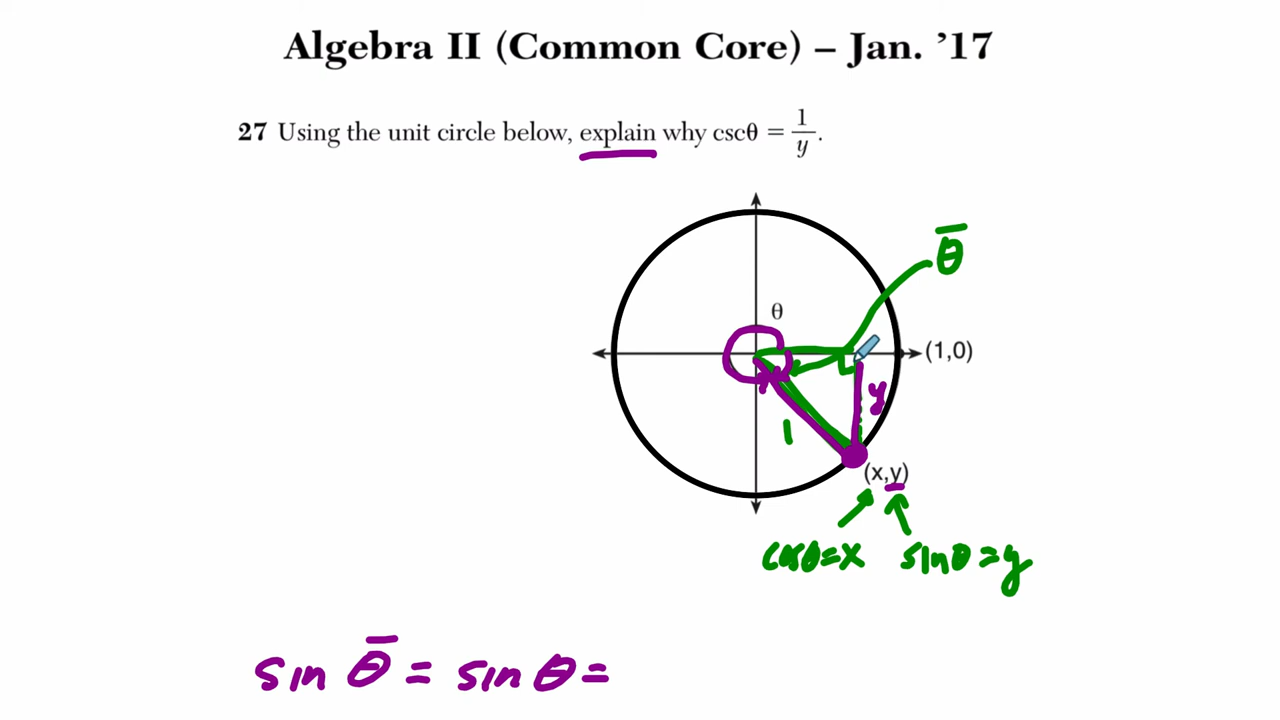 Algebra II (Common Core) – Jan. ’17
27 Using the unit circle below, explain why cscθ = 1/y.
θ̅
θ
(1,0)
y
1
(x,y)
cosθ=x sinθ=y
sin θ̅ = sin θ =